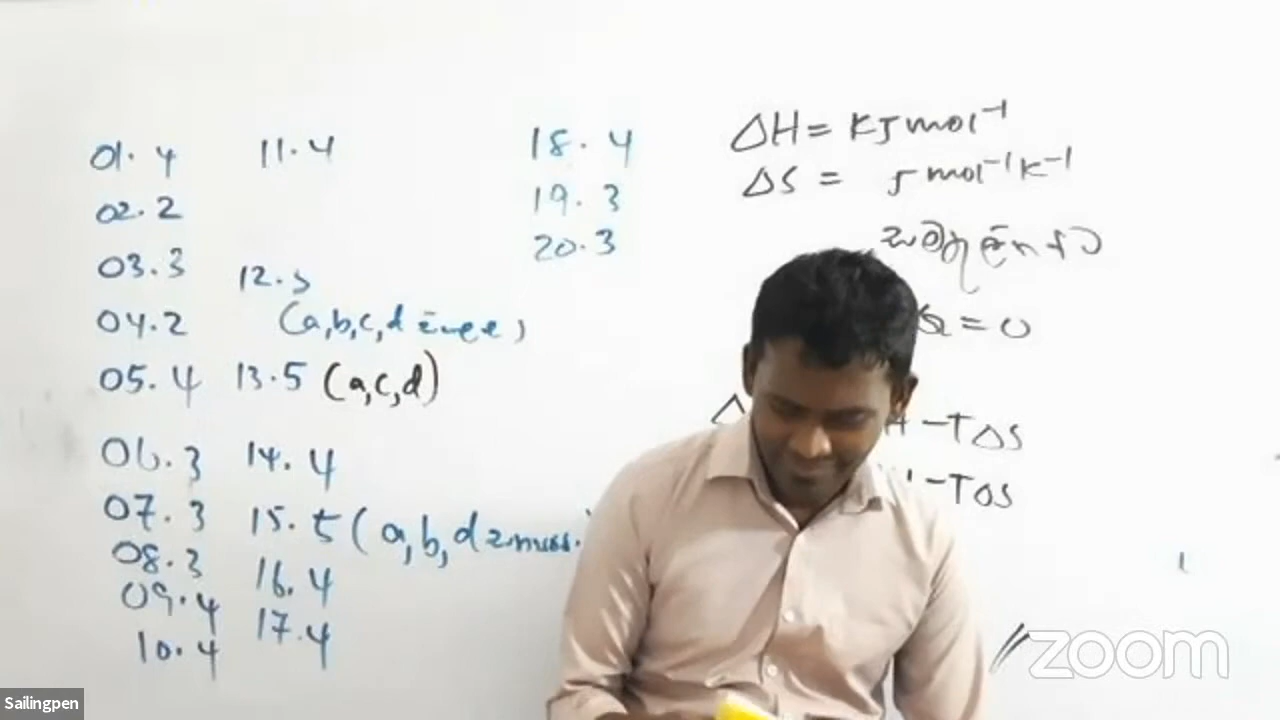 01. 4
02. 2
03. 3
04. 2
05. 4
06. 3
07. 3
08. 3
09. 4
10. 4
11. 4
12. 5
(a, b, c, d
13. 5 (a, c, d)
14. 4
15. 5 (a, b, d
16. 4
17. 4
18. 4
19. 3
20. 3
ΔH = KJ mol⁻¹
ΔS = J mol⁻¹ K⁻¹
Q = 0
Δ
H - TΔS
- TΔS
zoom
Sailingpen